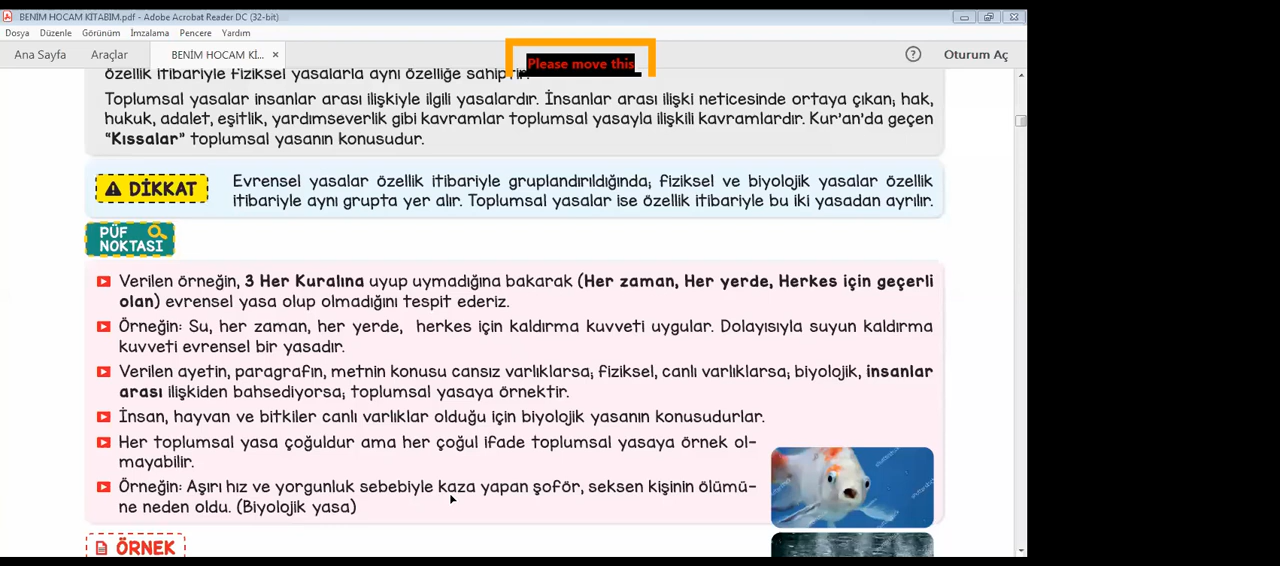 BENIM HOCAM KITABIM.pdf - Adobe Acrobat Reader DC (32-bit)
Dosya Düzenle Görünüm İmzalama Pencere Yardım
Ana Sayfa Araçlar BENİM HOCAM Kİ... × Please move this ? Oturum Aç
özellik itibariyle fiziksel yasalarla aynı özelliğe sahiptir.
Toplumsal yasalar insanlar arası ilişkiyle ilgili yasalardır. İnsanlar arası ilişki neticesinde ortaya çıkan; hak,
hukuk, adalet, eşitlik, yardımseverlik gibi kavramlar toplumsal yasayla ilişkili kavramlardır. Kur'an'da geçen
"Kıssalar" toplumsal yasanın konusudur.
DİKKAT
Evrensel yasalar özellik itibariyle gruplandırıldığında; fiziksel ve biyolojik yasalar özellik
itibariyle aynı grupta yer alır. Toplumsal yasalar ise özellik itibariyle bu iki yasadan ayrılır.
PÜF
NOKTASI
Verilen örneğin, 3 Her Kuralına uyup uymadığına bakarak (Her zaman, Her yerde, Herkes için geçerli
olan) evrensel yasa olup olmadığını tespit ederiz.
Örneğin: Su, her zaman, her yerde, herkes için kaldırma kuvveti uygular. Dolayısıyla suyun kaldırma
kuvveti evrensel bir yasadır.
Verilen ayetin, paragrafın, metnin konusu cansız varlıklarsa; fiziksel, canlı varlıklarsa; biyolojik, insanlar
arası ilişkiden bahsediyorsa; toplumsal yasaya örnektir.
İnsan, hayvan ve bitkiler canlı varlıklar olduğu için biyolojik yasanın konusudurlar.
Her toplumsal yasa çoğuldur ama her çoğul ifade toplumsal yasaya örnek ol-
mayabilir.
Örneğin: Aşırı hız ve yorgunluk sebebiyle kaza yapan şoför, seksen kişinin ölümü-
ne neden oldu. (Biyolojik yasa)
ÖRNEK